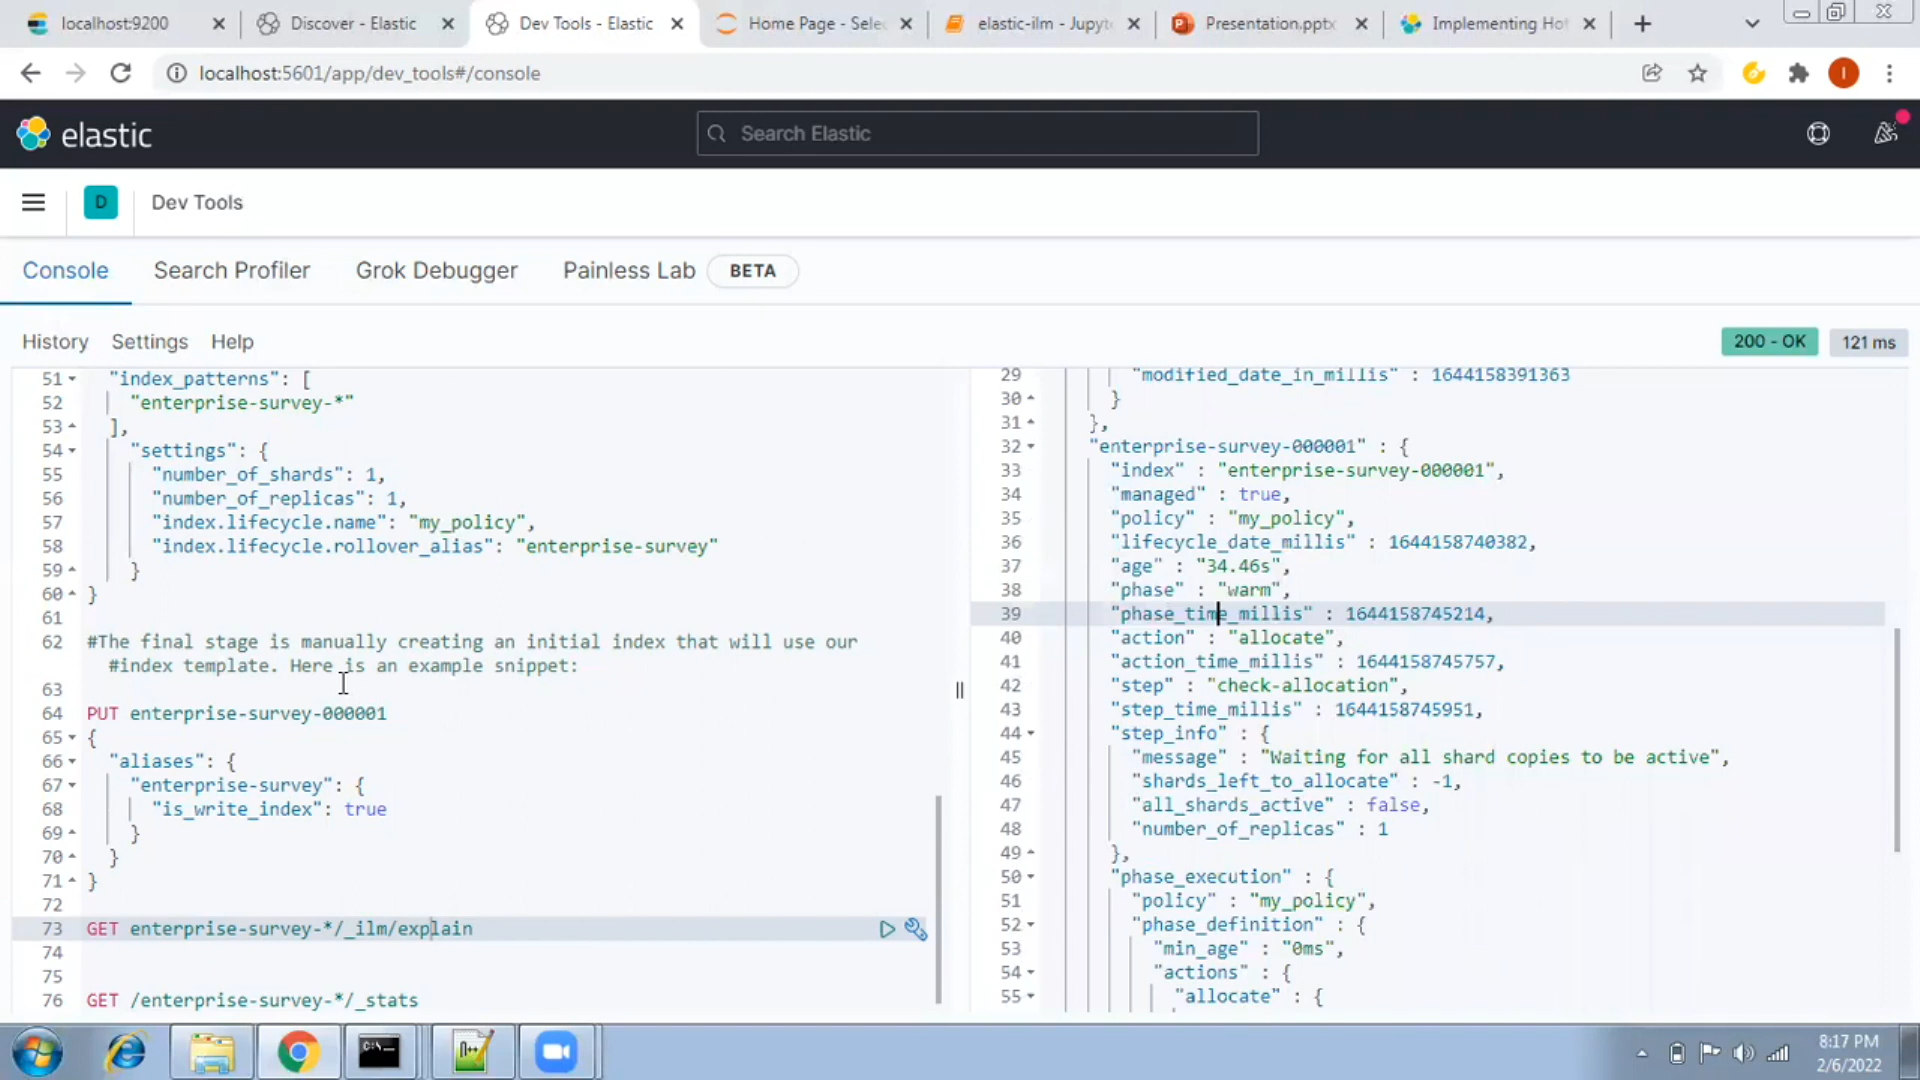 localhost:9200
Discover - Elastic
Dev Tools - Elastic
Home Page - Sele
elastic-ilm - Jupyt
Presentation.pptx
Implementing Hot
localhost:5601/app/dev_tools#/console
I
elastic
Search Elastic
D
Dev Tools
Console
Search Profiler
Grok Debugger
Painless Lab
BETA
History
Settings
Help
200 - OK
121 ms
51 "index_patterns": [
52 "enterprise-survey-*"
53 ],
54 "settings": {
55 "number_of_shards": 1,
56 "number_of_replicas": 1,
57 "index.lifecycle.name": "my_policy",
58 "index.lifecycle.rollover_alias": "enterprise-survey"
59 }
60 }
61
62 #The final stage is manually creating an initial index that will use our
#index template. Here is an example snippet:
63
64 PUT enterprise-survey-000001
65 {
66 "aliases": {
67 "enterprise-survey": {
68 "is_write_index": true
69 }
70 }
71 }
72
73 GET enterprise-survey-*/_ilm/explain
74
75
76 GET /enterprise-survey-*/_stats
29 "modified_date_in_millis" : 1644158391363
30 }
31 },
32 "enterprise-survey-000001" : {
33 "index" : "enterprise-survey-000001",
34 "managed" : true,
35 "policy" : "my_policy",
36 "lifecycle_date_millis" : 1644158740382,
37 "age" : "34.46s",
38 "phase" : "warm",
39 "phase_time_millis" : 1644158745214,
40 "action" : "allocate",
41 "action_time_millis" : 1644158745757,
42 "step" : "check-allocation",
43 "step_time_millis" : 1644158745951,
44 "step_info" : {
45 "message" : "Waiting for all shard copies to be active",
46 "shards_left_to_allocate" : -1,
47 "all_shards_active" : false,
48 "number_of_replicas" : 1
49 },
50 "phase_execution" : {
51 "policy" : "my_policy",
52 "phase_definition" : {
53 "min_age" : "0ms",
54 "actions" : {
55 "allocate" : {
8:17 PM
2/6/2022